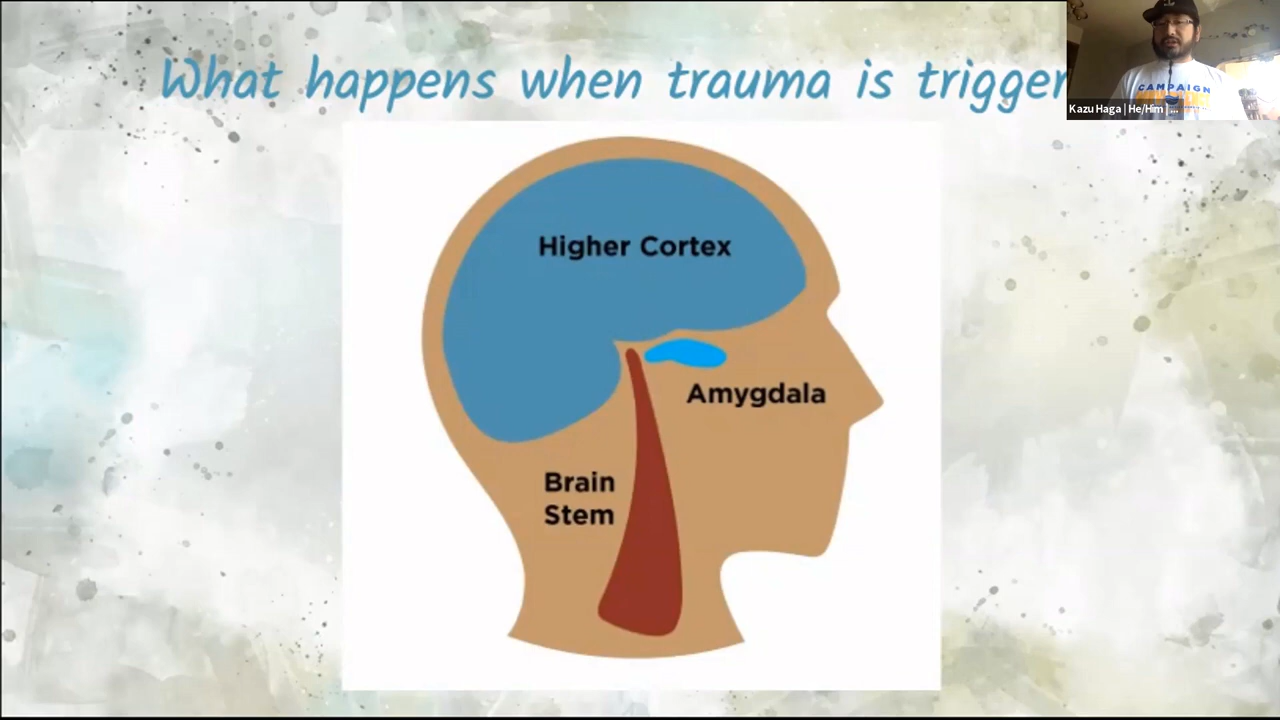 What happens when trauma is trigger
CAMPAIGN
Kazu Haga | He/Him | ...
Higher Cortex
Amygdala
Brain
Stem